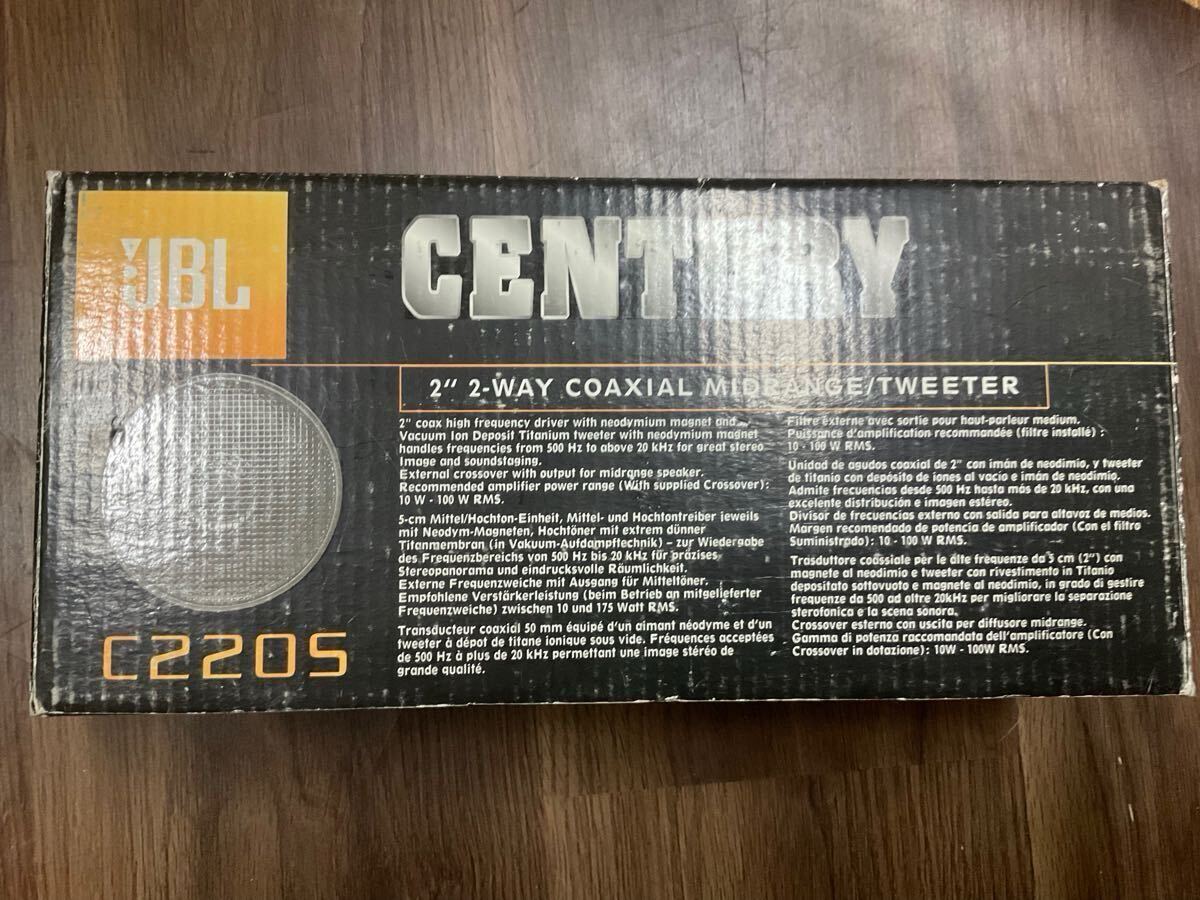 JBL
CENTURY
2" 2-WAY COAXIAL MIDRANGE/TWEETER
2" coax high frequency driver with neodymium magnet and
Vacuum Ion Deposit Titanium tweeter with neodymium magnet
handles frequencies from 500 Hz to above 20 kHz for great stereo
Image and soundstaging.
External crossover with output for midrange speaker.
Recommended amplifier power range (With supplied Crossover):
10 W - 100 W RMS.
5-cm Mittel/Hochton-Einheit, Mittel- und Hochtontreiber jeweils
mit Neodym-Magneten, Hochtöner mit extrem dünner
Titanmembran (in Vakuum-Aufdampftechnik) – zur Wiedergabe
des Frequenzbereichs von 500 Hz bis 20 kHz für präzises
Stereopanorama und eindrucksvolle Räumlichkeit.
Externe Frequenzweiche mit Ausgang für Mitteltöner.
Empfohlene Verstärkerleistung (beim Betrieb an mitgelieferter
Frequenzweiche) zwischen 10 und 175 Watt RMS.
Transducteur coaxial 50 mm équipé d'un aimant néodyme et d'un
tweeter à dépot de titane ionique sous vide. Fréquences acceptées
de 500 Hz à plus de 20 kHz permettant une image stéréo de
grande qualité.
Filtre externe avec sortie pour haut-parleur medium.
Puissance d'amplification recommandée (filtre installé) :
10 - 100 W RMS.
Unidad de agudos coaxial de 2" con imán de neodimio, y tweeter
de titanio con depósito de iones al vacio e imán de neodimio.
Admite frecuencias desde 500 Hz hasta más de 20 kHz, con una
excelente distribución e imagen estéreo.
Divisor de frecuencias externo con salida para altavoz de medios.
Margen recomendado de potencia de amplificador (Con el filtro
Suministrado): 10 - 100 W RMS.
Trasduttore coassiale per le alte frequenze da 5 cm (2") con
magnete al neodimio e tweeter con rivestimento in Titanio
depositato sottovuoto e magnete al neodimio, in grado di gestire
frequenze da 500 ad oltre 20kHz per migliorare la separazione
sterofonica e la scena sonora.
Crossover esterno con uscita per diffusore midrange.
Gamma di potenza raccomandata dell'amplificatore (Con
Crossover in dotazione): 10W - 100W RMS.
C220S